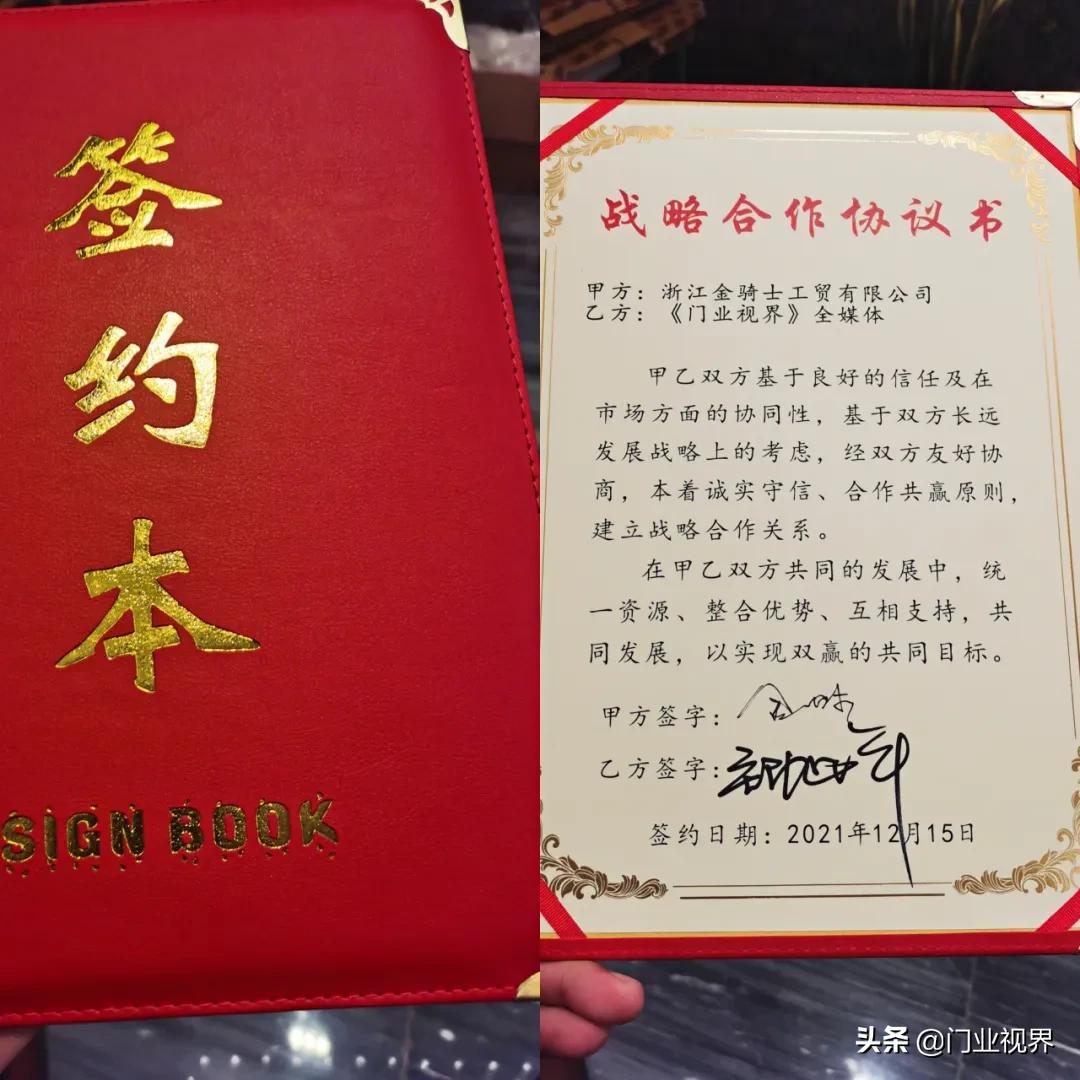 签约本
SIGN BOOK
战略合作协议书
甲方：浙江金骑士工贸有限公司
乙方：《门业视界》全媒体
甲乙双方基于良好的信任及在
市场方面的协同性，基于双方长远
发展战略上的考虑，经双方友好协
商，本着诚实守信、合作共赢原则，
建立战略合作关系。
在甲乙双方共同的发展中，统
一资源、整合优势、互相支持，共
同发展，以实现双赢的共同目标。
甲方签字：
乙方签字：
签约日期：2021年12月15日
头条 @门业视界